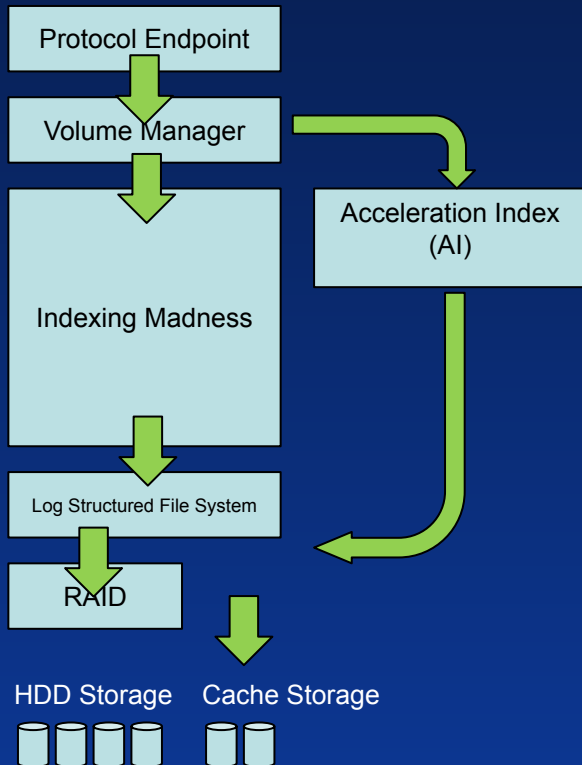 Protocol Endpoint
Volume Manager
Acceleration Index
(AI)
Indexing Madness
Log Structured File System
RAID
HDD Storage
Cache Storage